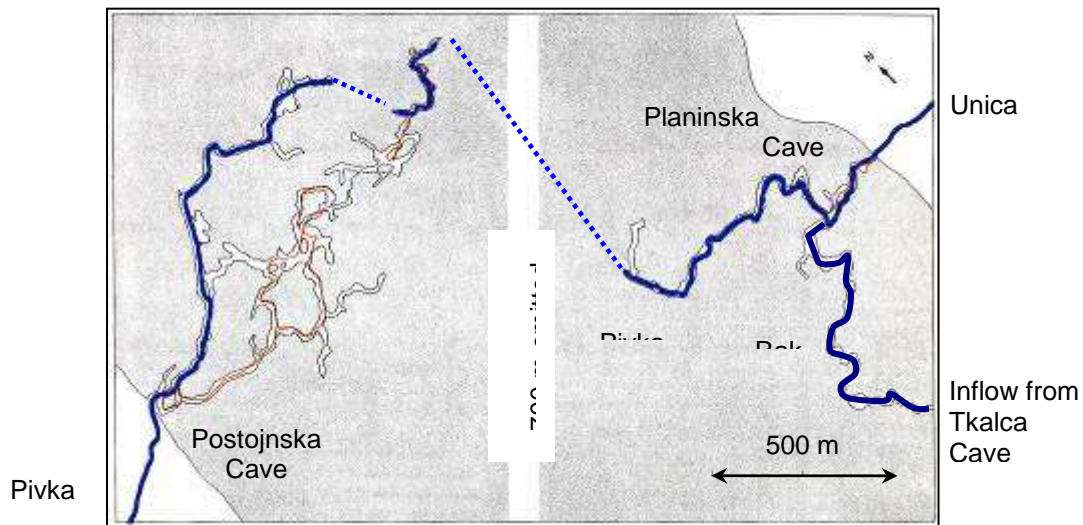 Unica
Planinska
Cave
500 m
Inflow from
Tkalca
Cave
Postojnska
Cave
Pivka